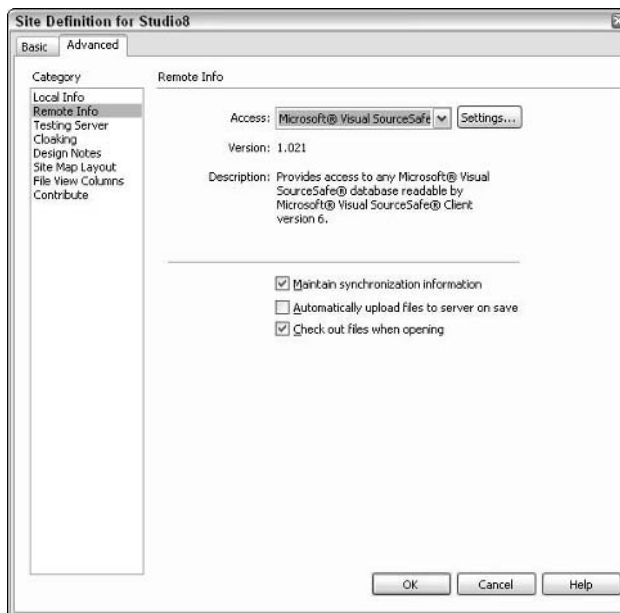 Site Definition for Studio8
Basic
Advanced
Category
Local Info
Remote Info
Testing Server
Cloaking
Design Notes
Site Map Layout
File View Columns
Contribute
Remote Info
Access: Microsoft® Visual SourceSafe Settings...
Version: 1.021
Description: Provides access to any Microsoft® Visual
SourceSafe® database readable by
Microsoft® Visual SourceSafe® Client
version 6.
Maintain synchronization information
Automatically upload files to server on save
Check out files when opening
OK
Cancel
Help